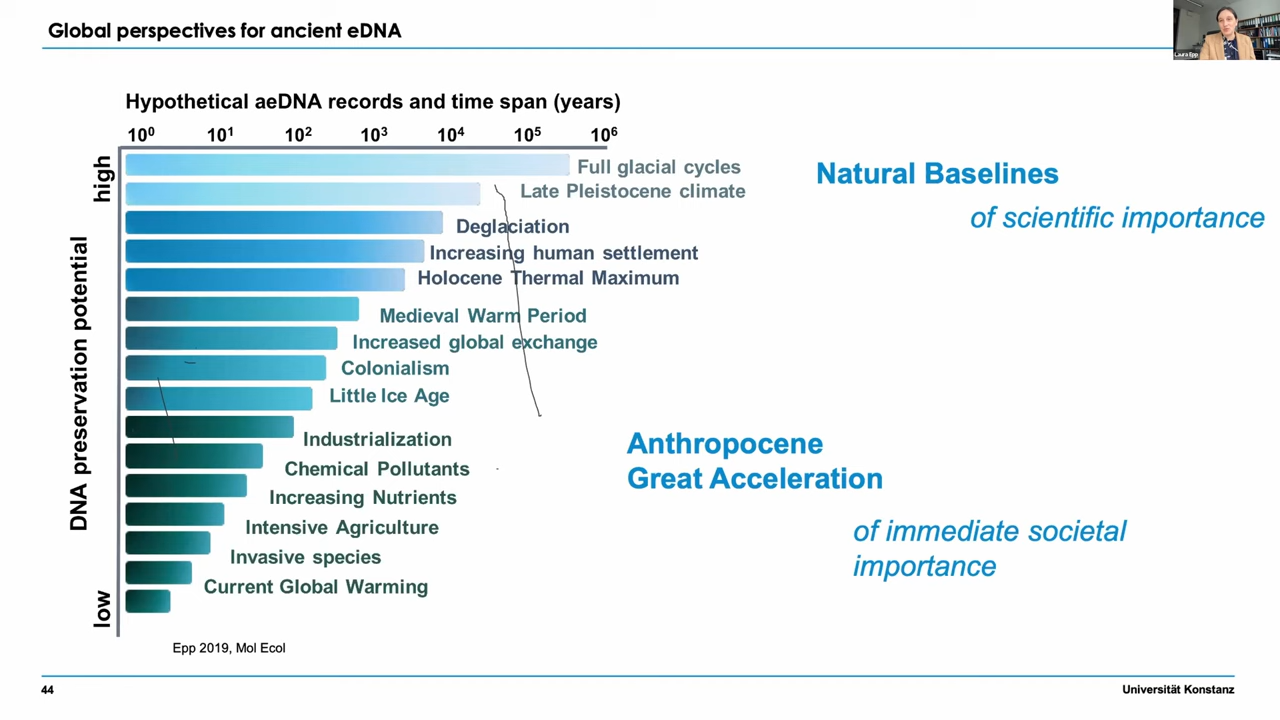 Global perspectives for ancient eDNA
Laura Epp
Hypothetical aeDNA records and time span (years)
10⁰ 10¹ 10² 10³ 10⁴ 10⁵ 10⁶
high
DNA preservation potential
low
Full glacial cycles
Late Pleistocene climate
Deglaciation
Increasing human settlement
Holocene Thermal Maximum
Medieval Warm Period
Increased global exchange
Colonialism
Little Ice Age
Industrialization
Chemical Pollutants
Increasing Nutrients
Intensive Agriculture
Invasive species
Current Global Warming
Natural Baselines
of scientific importance
Anthropocene
Great Acceleration
of immediate societal
importance
Epp 2019, Mol Ecol
44
Universität Konstanz